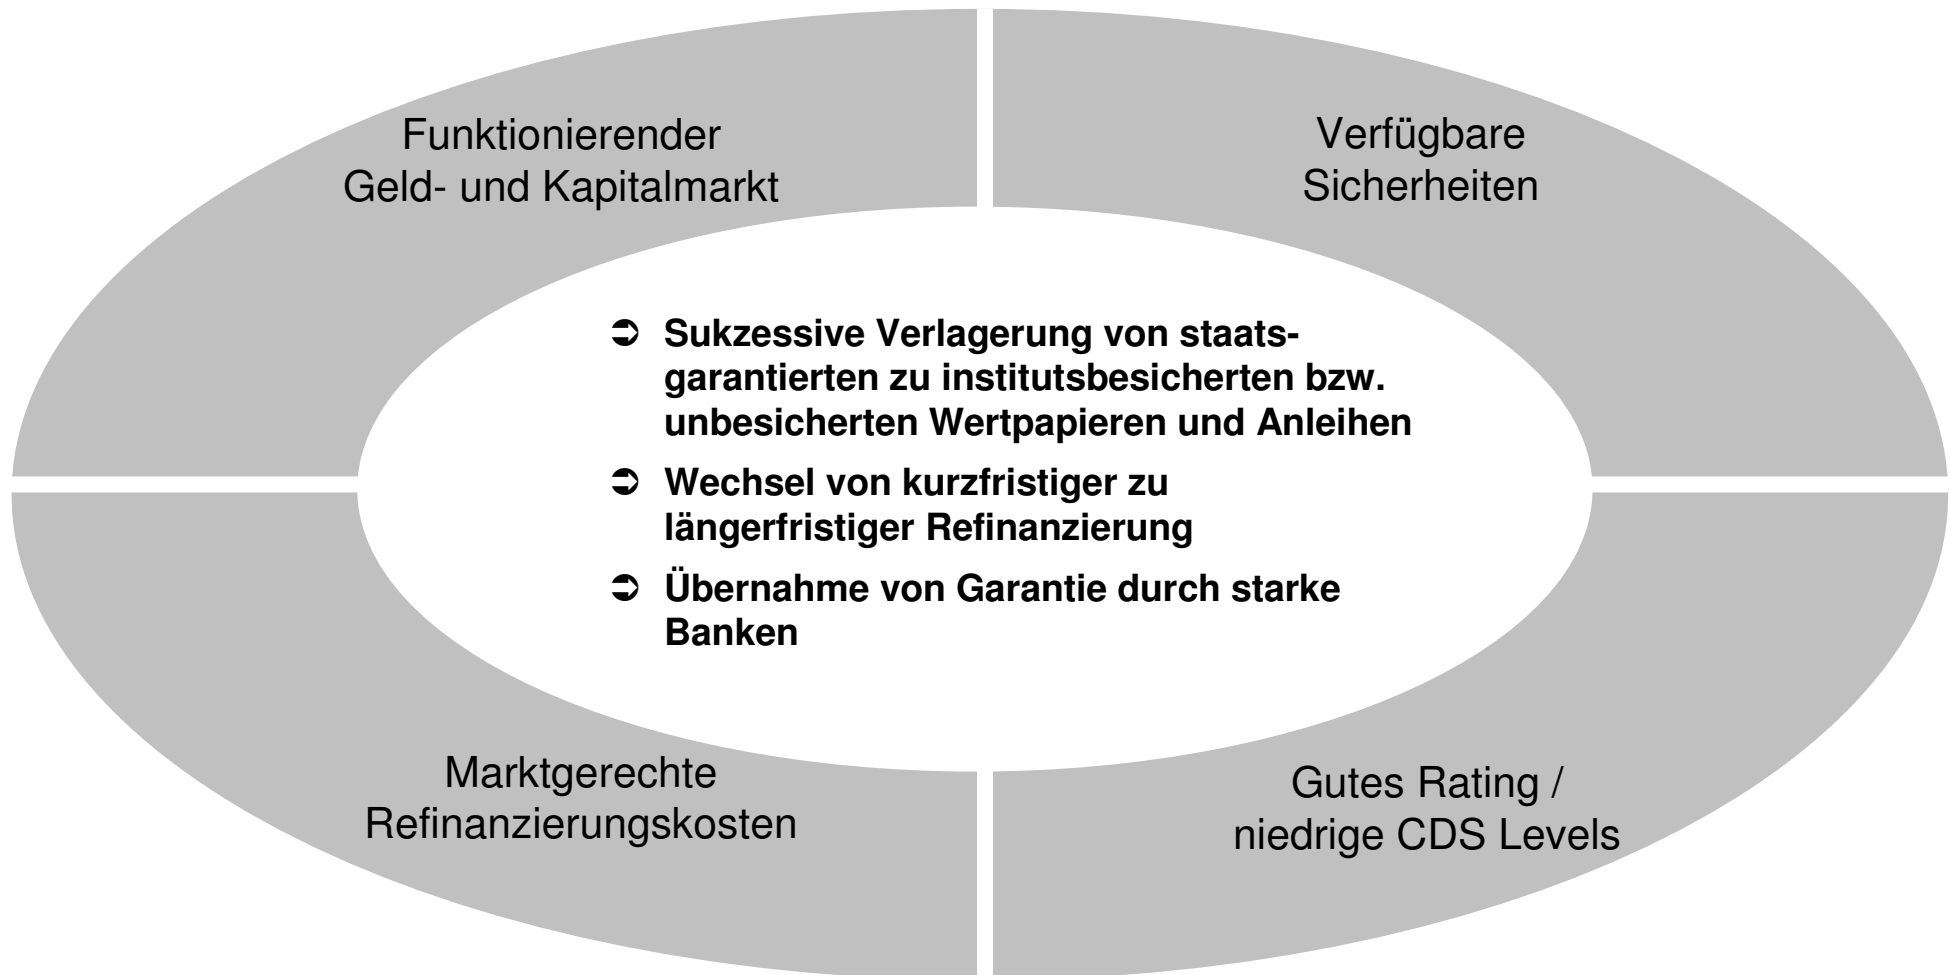 Funktionierender
Geld- und Kapitalmarkt
Verfügbare
Sicherheiten
➲ Sukzessive Verlagerung von staats-
garantierten zu institutsbesicherten bzw.
unbesicherten Wertpapieren und Anleihen
➲ Wechsel von kurzfristiger zu
längerfristiger Refinanzierung
➲ Übernahme von Garantie durch starke
Banken
Marktgerechte
Refinanzierungskosten
Gutes Rating /
niedrige CDS Levels